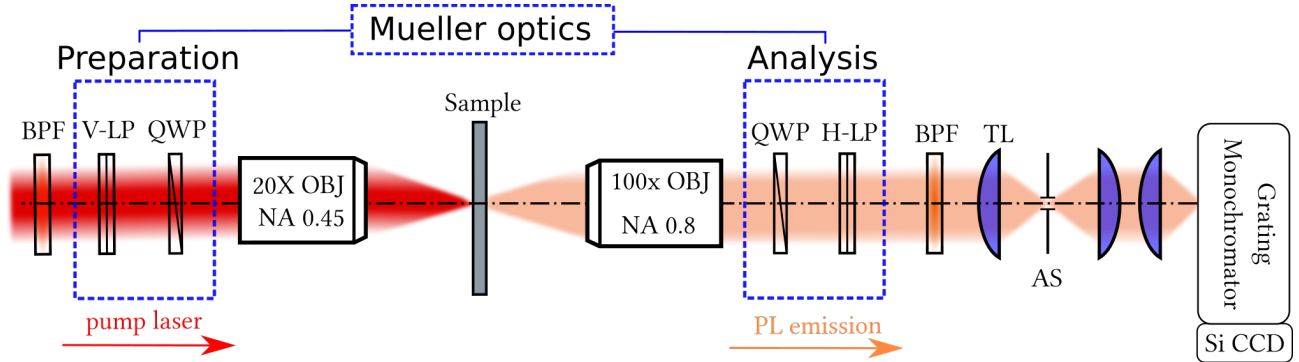 Mueller optics
Preparation
Analysis
Sample
BPF
V-LP
QWP
QWP
H-LP
BPF
TL
20X OBJ
NA 0.45
100x OBJ
NA 0.8
Grating
Monochromator
AS
pump laser
PL emission
Si CCD